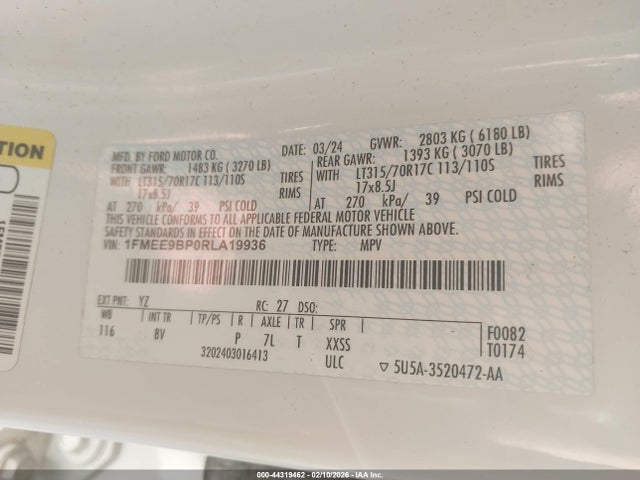 TION
MFD. BY FORD MOTOR CO.
DATE: 03/24 GVWR: 2803 KG ( 6180 LB)
FRONT GAWR: 1483 KG ( 3270 LB) REAR GAWR: 1393 KG ( 3070 LB)
WITH LT315/70R17C 113/110S TIRES WITH LT315/70R17C 113/110S TIRES
17x8.5J RIMS 17x8.5J RIMS
AT 270 kPa/ 39 PSI COLD AT 270 kPa/ 39 PSI COLD
THIS VEHICLE CONFORMS TO ALL APPLICABLE FEDERAL MOTOR VEHICLE
SAFETY STANDARDS IN EFFECT ON THE DATE OF MANUFACTURE SHOWN ABOVE.
VIN: 1FMEE9BP0RLA19936 TYPE: MPV
EXT PNT: YZ RC: 27 DSO:
WB INT TR TP/PS R AXLE TR SPR
116 BV P 7L T XXSS
3202403016413 ULC
F0082
T0174
▽ 5U5A-3520472-AA
000-44319462 - 02/10/2026 - IAA Inc.